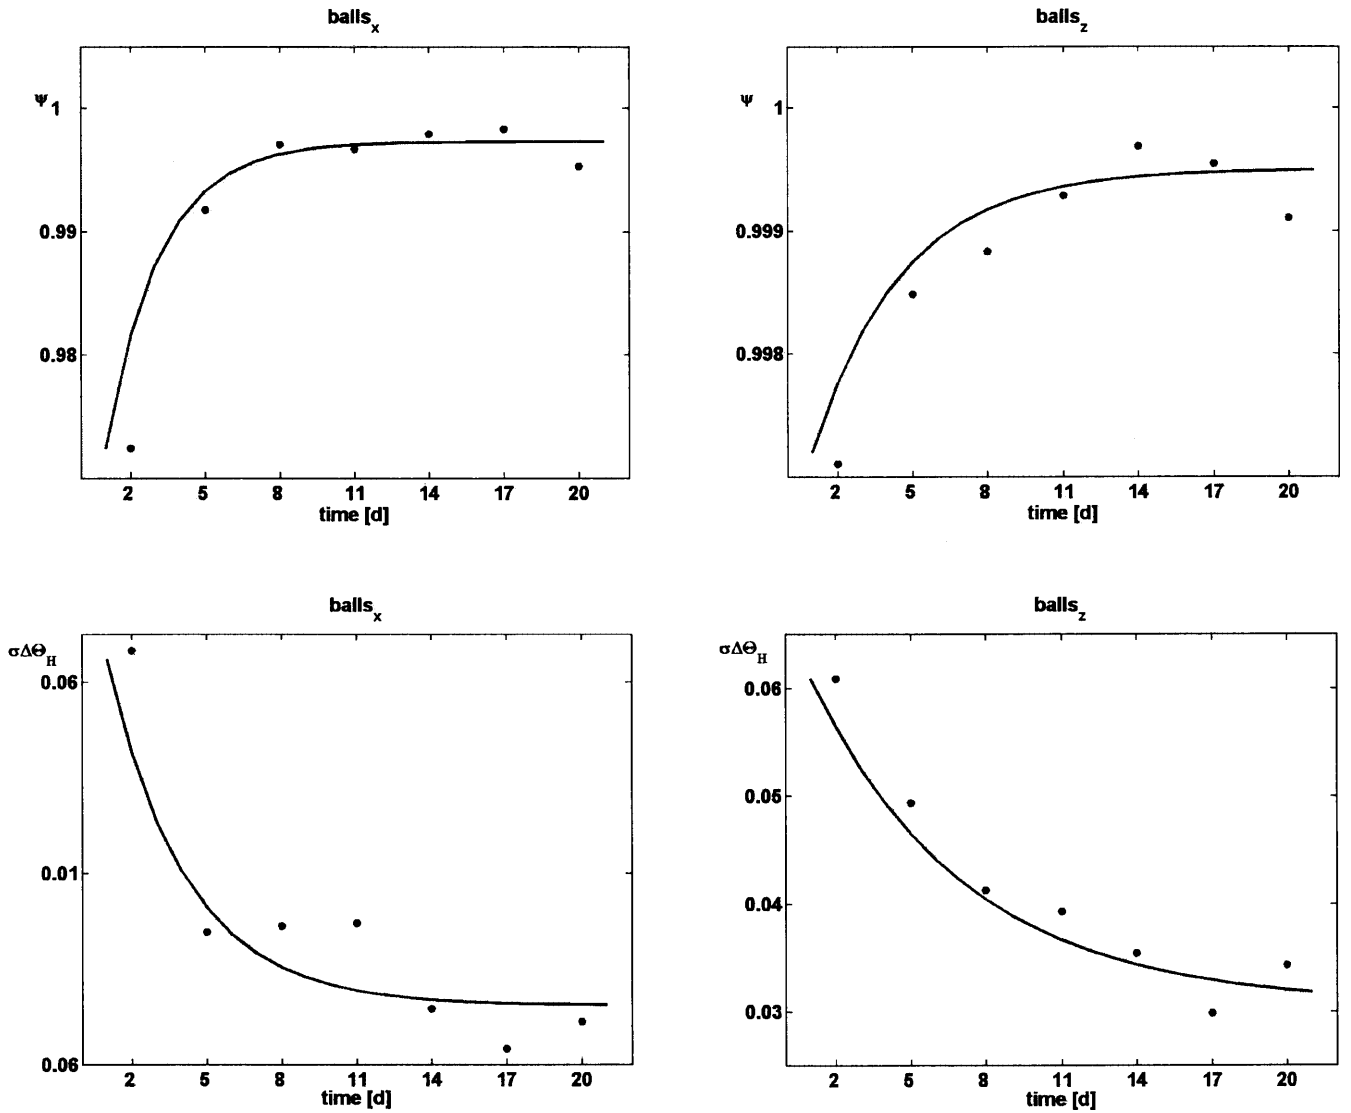 balls_x
Ψ
1
0.99
0.98
2 5 8 11 14 17 20
time [d]
balls_z
Ψ
1
0.999
0.998
2 5 8 11 14 17 20
time [d]
balls_x
σΔΘ_H
0.06
0.01
0.06
2 5 8 11 14 17 20
time [d]
balls_z
σΔΘ_H
0.06
0.05
0.04
0.03
2 5 8 11 14 17 20
time [d]